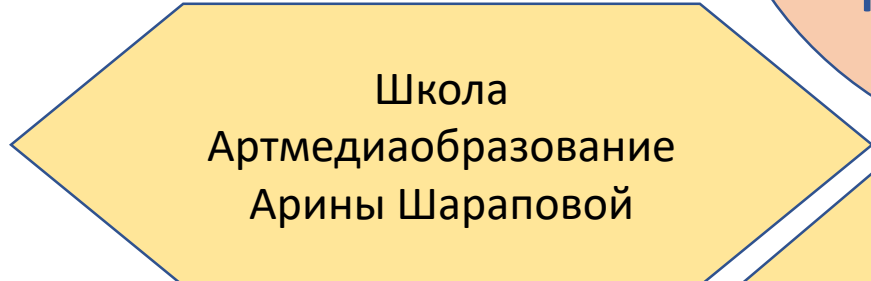 Школа
Артмедиаобразование
Арины Шараповой